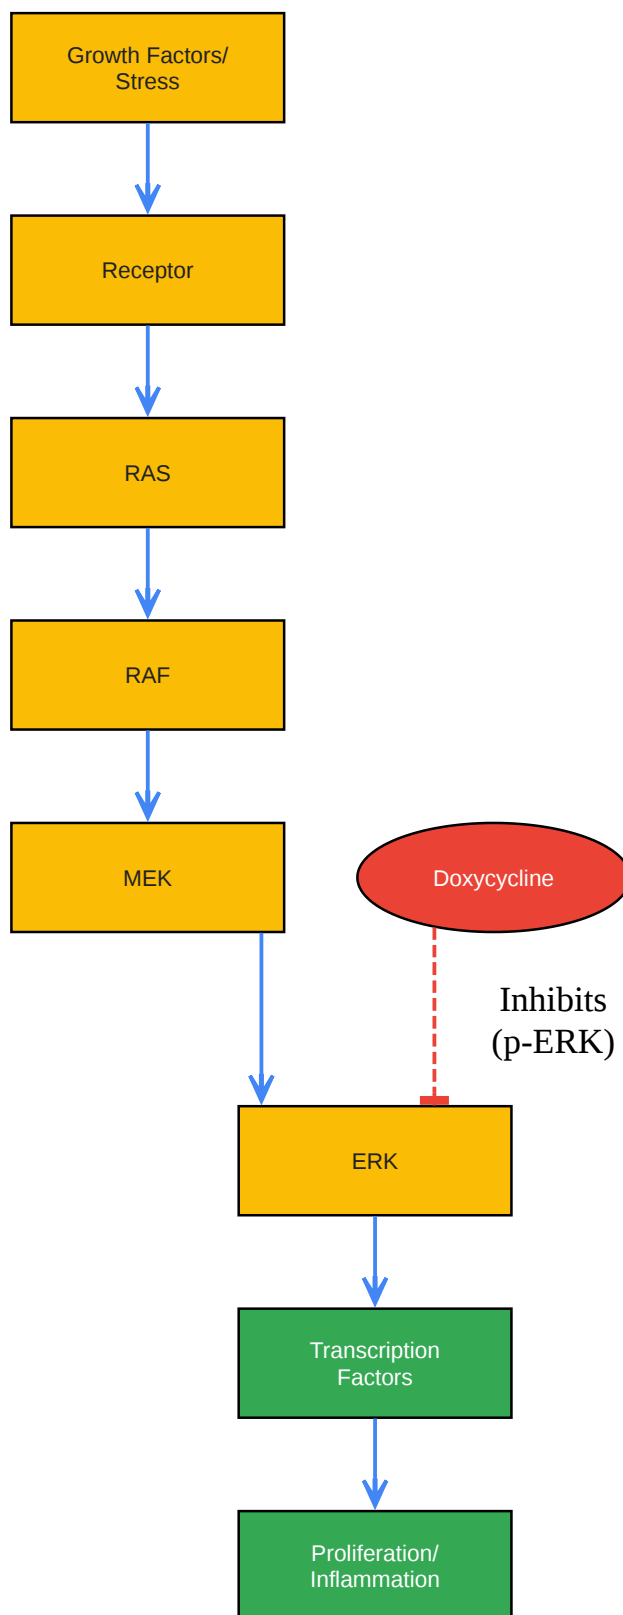 Growth Factors/
Stress
Receptor
RAS
RAF
MEK
Doxycycline
Inhibits
(p-ERK)
ERK
Transcription
Factors
Proliferation/
Inflammation